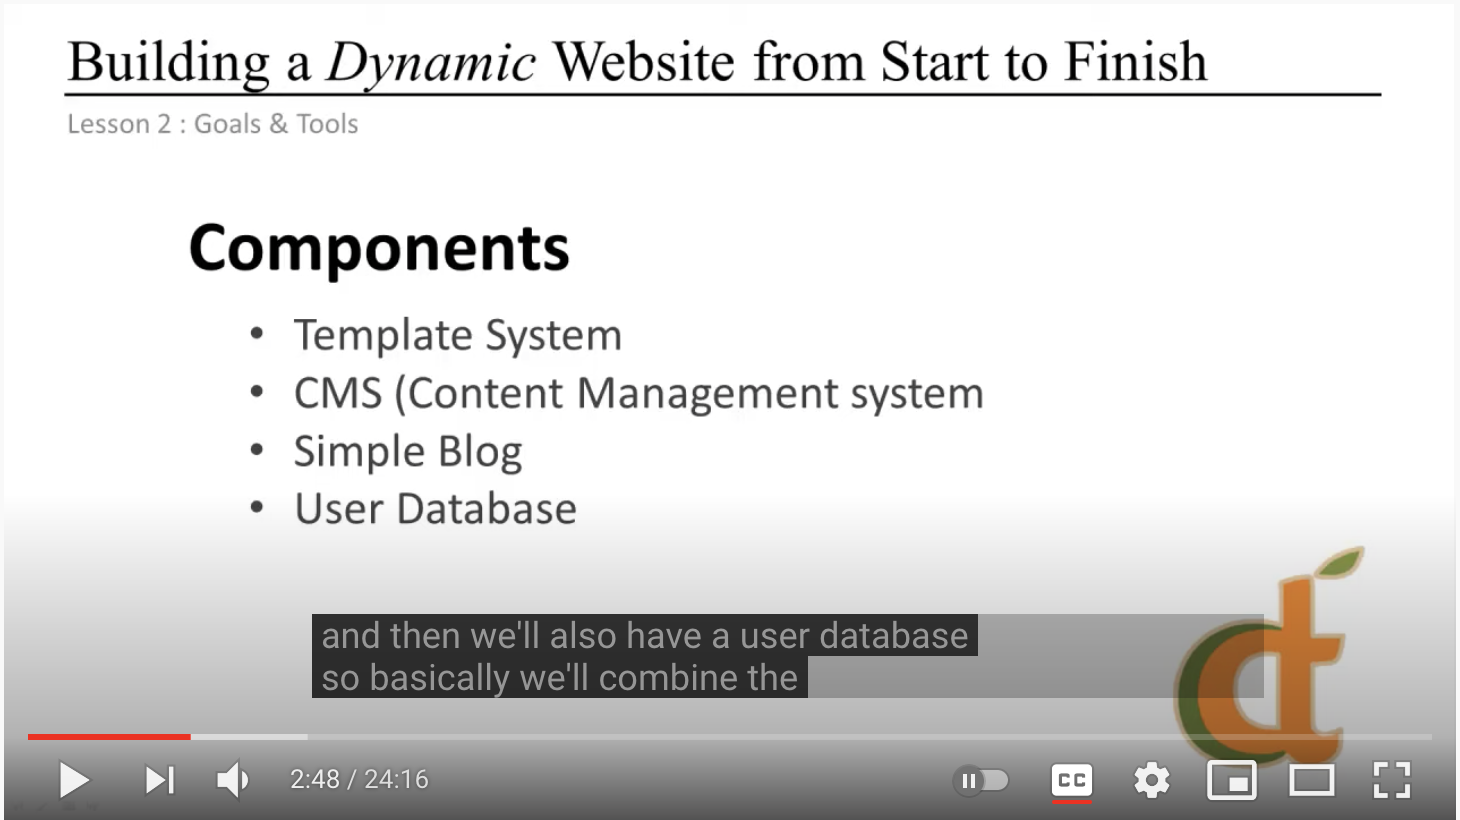 Building a Dynamic Website from Start to Finish
Lesson 2 : Goals & Tools
Components
• Template System
• CMS (Content Management system
• Simple Blog
• User Database
and then we'll also have a user database
so basically we'll combine the
2:48 / 24:16
CC